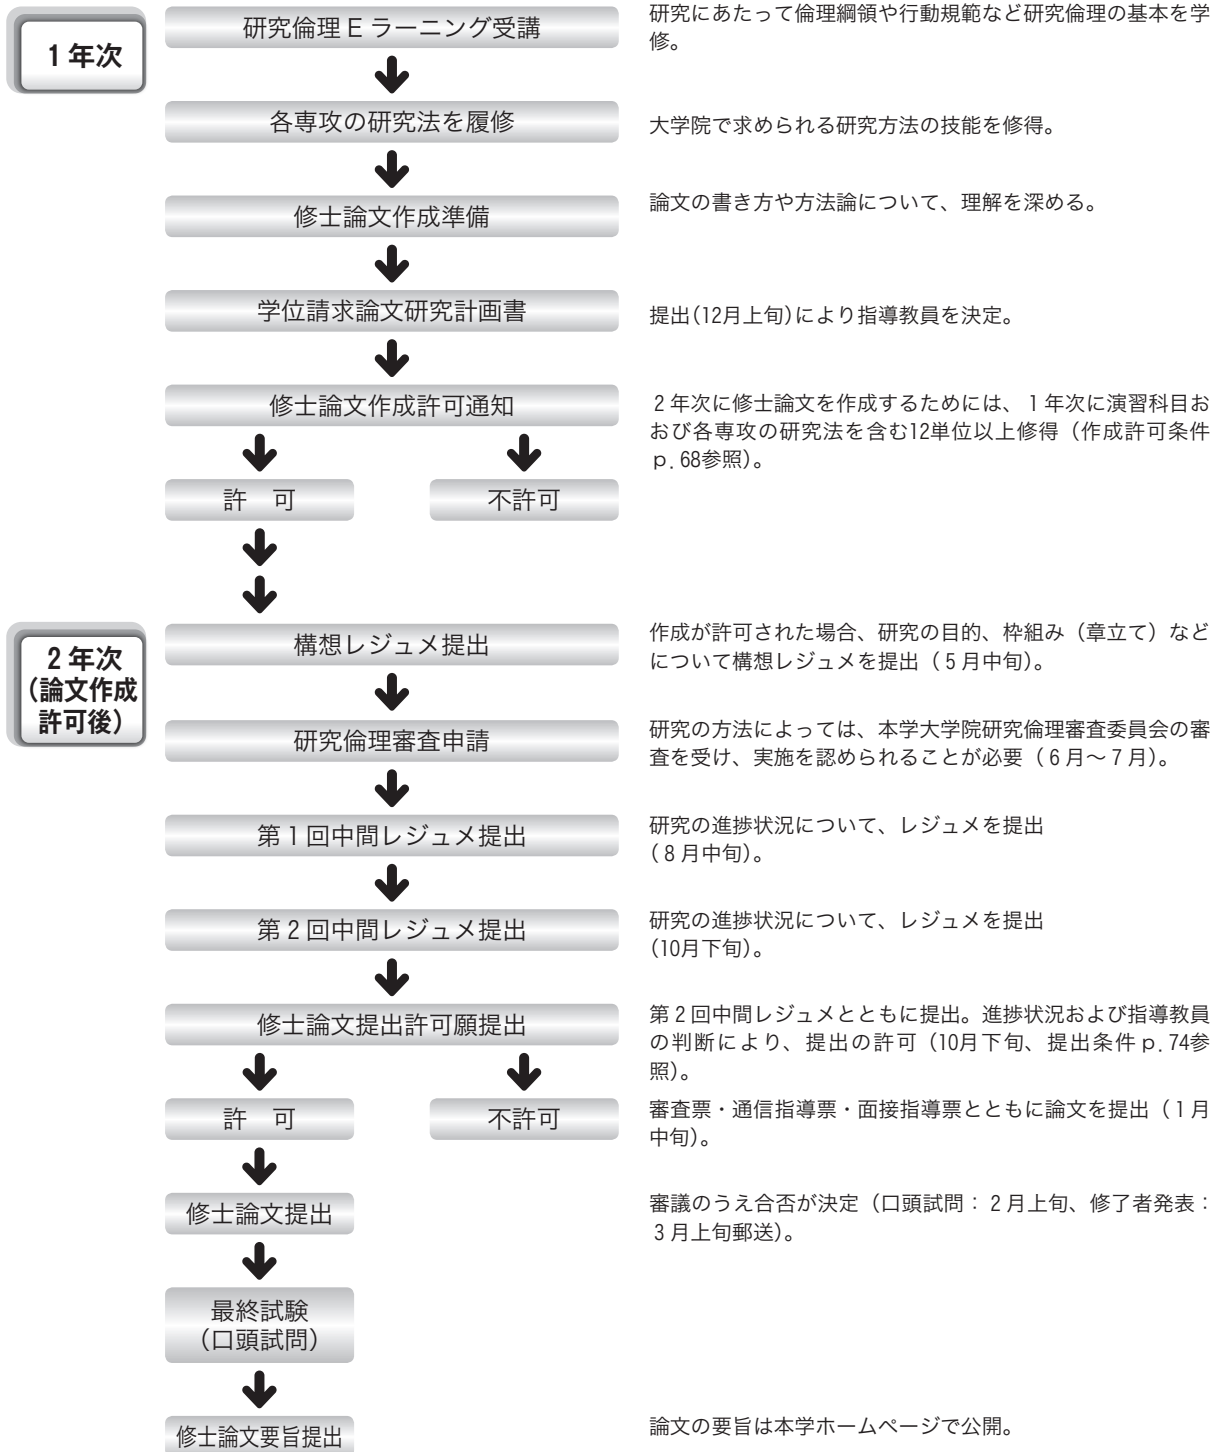 1年次
研究倫理Eラーニング受講
研究にあたって倫理綱領や行動規範など研究倫理の基本を学
修。
各専攻の研究法を履修
大学院で求められる研究方法の技能を修得。
修士論文作成準備
論文の書き方や方法論について、理解を深める。
学位請求論文研究計画書
提出(12月上旬)により指導教員を決定。
修士論文作成許可通知
2年次に修士論文を作成するためには、1年次に演習科目お
および各専攻の研究法を含む12単位以上修得(作成許可条件
p.68参照)。
許 可
不許可
2年次
(論文作成
許可後)
構想レジュメ提出
作成が許可された場合、研究の目的、枠組み(章立て)など
について構想レジュメを提出(5月中旬)。
研究倫理審査申請
研究の方法によっては、本学大学院研究倫理審査委員会の審
査を受け、実施を認められることが必要(6月~7月)。
第1回中間レジュメ提出
研究の進捗状況について、レジュメを提出
(8月中旬)。
第2回中間レジュメ提出
研究の進捗状況について、レジュメを提出
(10月下旬)。
修士論文提出許可願提出
第2回中間レジュメとともに提出。進捗状況および指導教員
の判断により、提出の許可(10月下旬、提出条件p.74参
照)。
許 可
不許可
審査票・通信指導票・面接指導票とともに論文を提出(1月
中旬)。
修士論文提出
審議のうえ合否が決定(口頭試問:2月上旬、修了者発表:
3月上旬郵送)。
最終試験
(口頭試問)
修士論文要旨提出
論文の要旨は本学ホームページで公開。